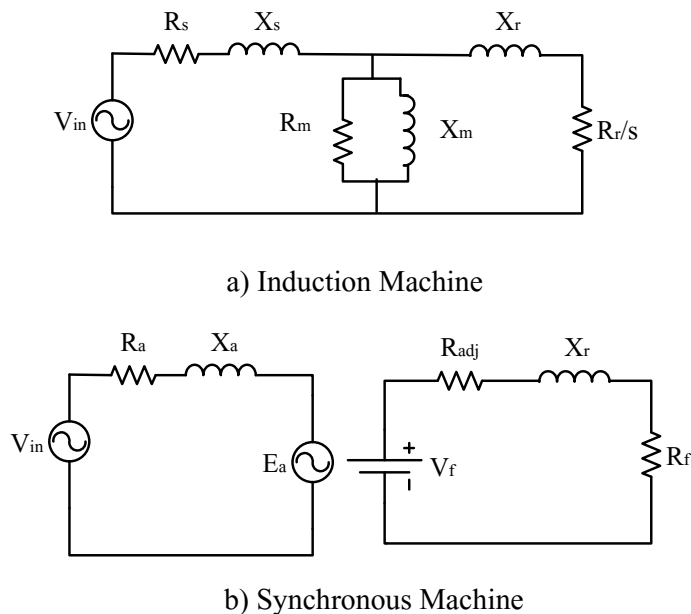 Rs Xs Xr
Vin Rm Xm Rr/s
a) Induction Machine
Ra Xa Radj Xr
Vin Ea Vf Rf
b) Synchronous Machine